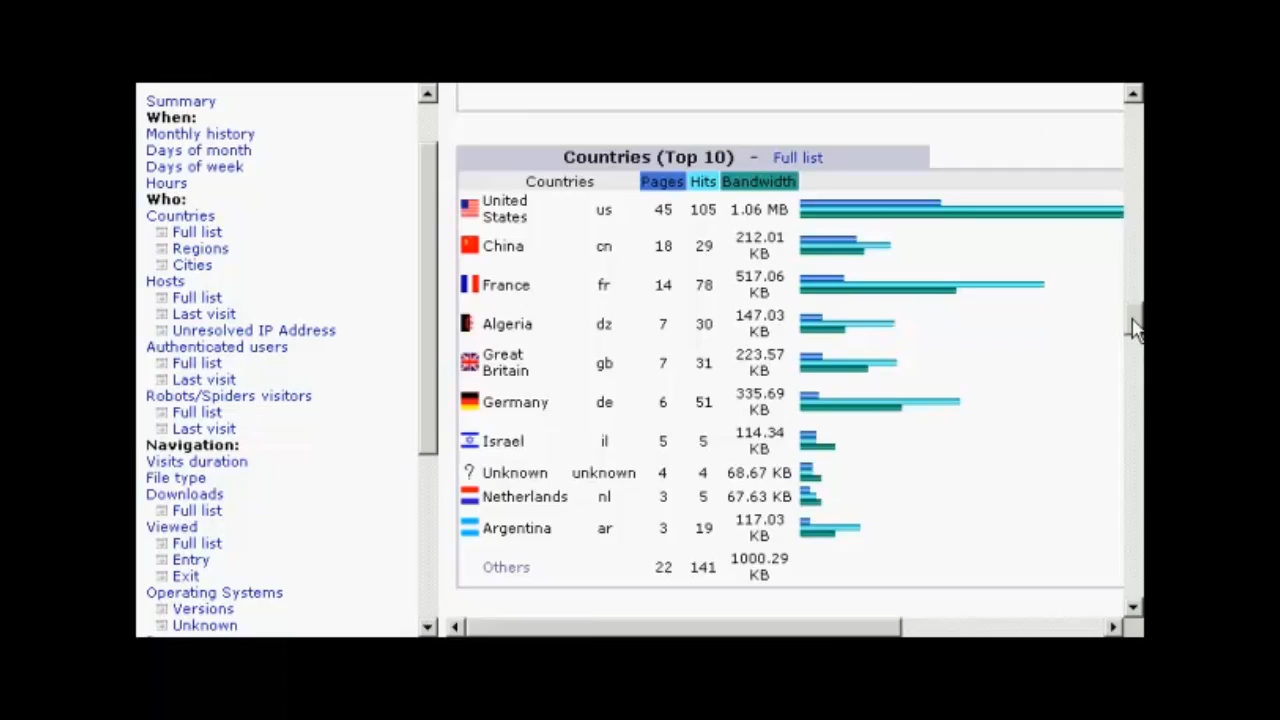 Summary
When:
Monthly history
Days of month
Days of week
Hours
Who:
Countries
Full list
Regions
Cities
Hosts
Full list
Last visit
Unresolved IP Address
Authenticated users
Full list
Last visit
Robots/Spiders visitors
Full list
Last visit
Navigation:
Visits duration
File type
Downloads
Full list
Viewed
Full list
Entry
Exit
Operating Systems
Versions
Unknown
Countries (Top 10) - Full list
Countries Pages Hits Bandwidth
United States us 45 105 1.06 MB
China cn 18 29 212.01 KB
France fr 14 78 517.06 KB
Algeria dz 7 30 147.03 KB
Great Britain gb 7 31 223.57 KB
Germany de 6 51 335.69 KB
Israel il 5 5 114.34 KB
? Unknown unknown 4 4 68.67 KB
Netherlands nl 3 5 67.63 KB
Argentina ar 3 19 117.03 KB
Others 22 141 1000.29 KB